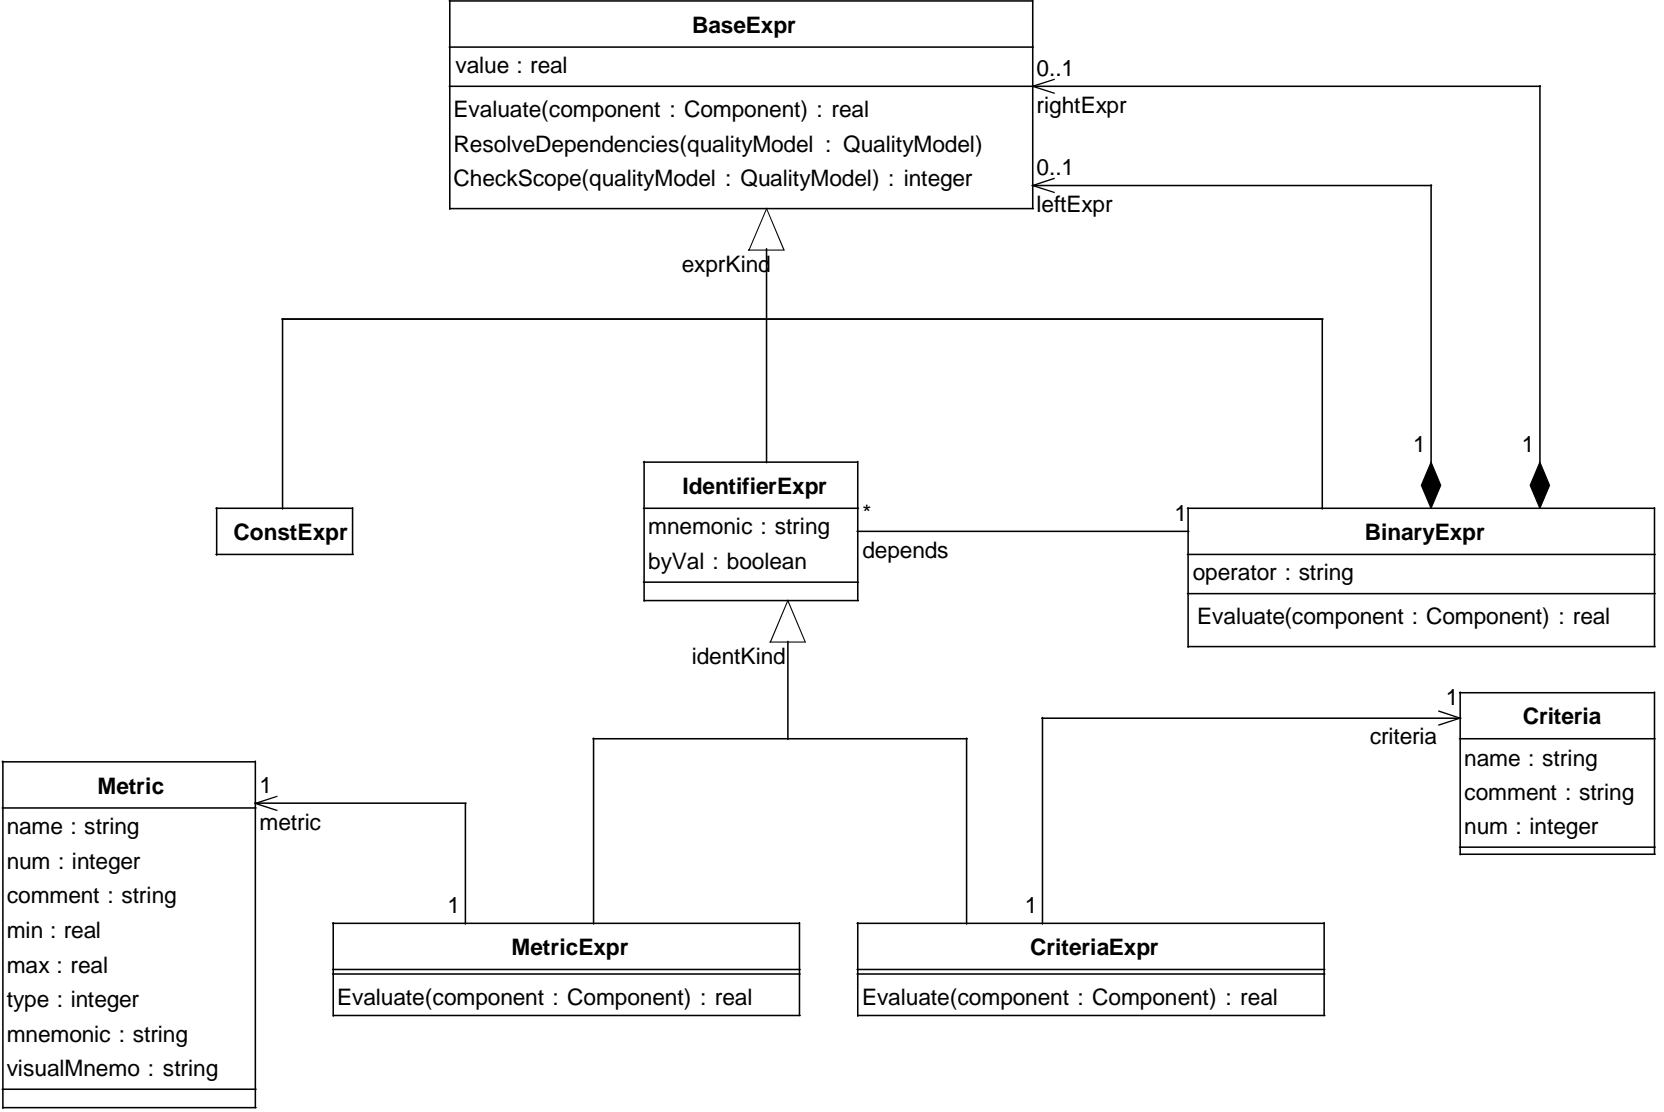 BaseExpr
value : real
Evaluate(component : Component) : real
ResolveDependencies(qualityModel : QualityModel)
CheckScope(qualityModel : QualityModel) : integer
0..1
rightExpr
0..1
leftExpr
exprKind
1
1
ConstExpr
IdentifierExpr
mnemonic : string
byVal : boolean
*
depends
1
BinaryExpr
operator : string
Evaluate(component : Component) : real
identKind
1
criteria
Criteria
name : string
comment : string
num : integer
Metric
name : string
num : integer
comment : string
min : real
max : real
type : integer
mnemonic : string
visualMnemo : string
1
metric
1
MetricExpr
Evaluate(component : Component) : real
1
CriteriaExpr
Evaluate(component : Component) : real